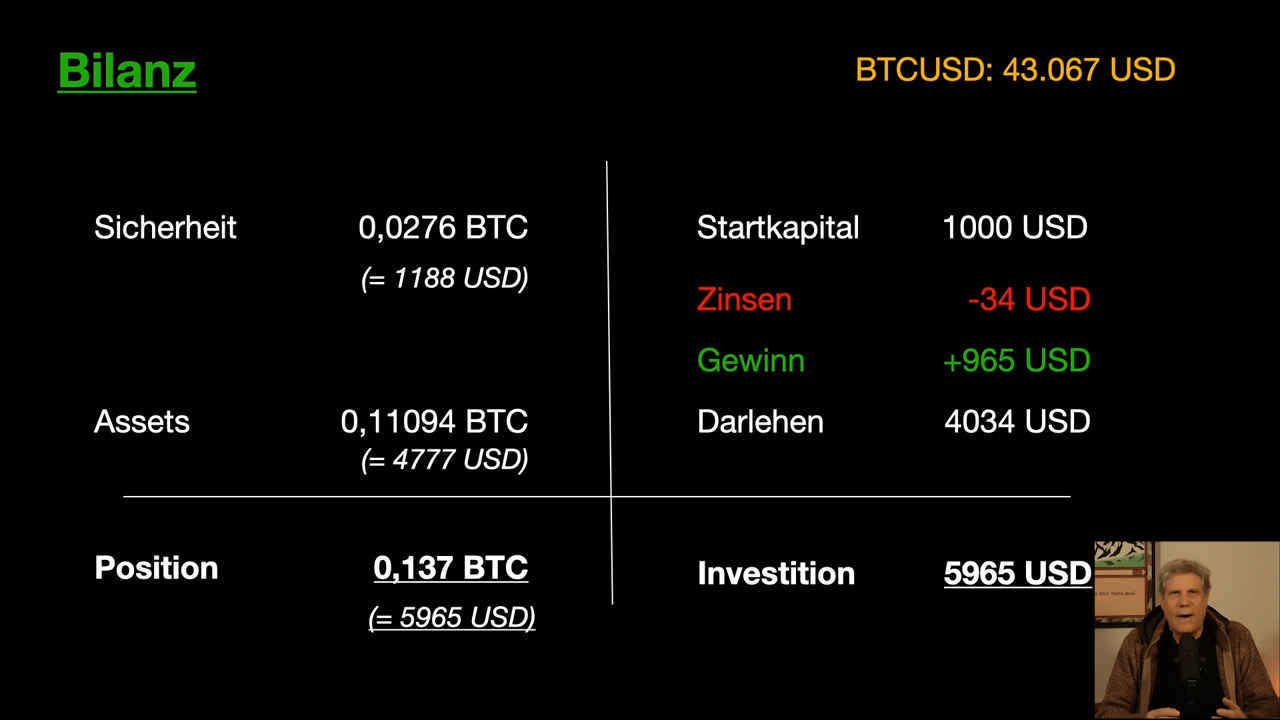 Bilanz
BTCUSD: 43.067 USD
Sicherheit 0,0276 BTC
(= 1188 USD)
Assets 0,11094 BTC
(= 4777 USD)
Position 0,137 BTC
(= 5965 USD)
Startkapital 1000 USD
Zinsen -34 USD
Gewinn +965 USD
Darlehen 4034 USD
Investition 5965 USD